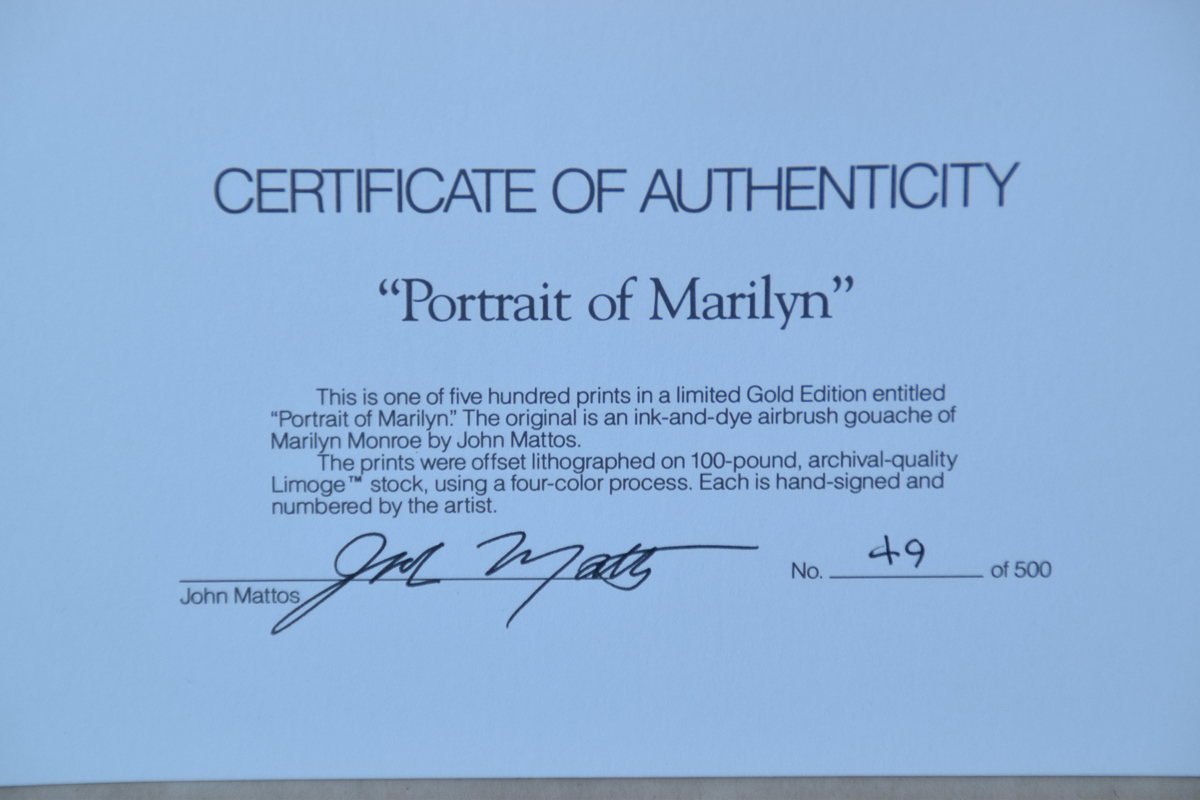 CERTIFICATE OF AUTHENTICITY
“Portrait of Marilyn”
This is one of five hundred prints in a limited Gold Edition entitled
“Portrait of Marilyn.” The original is an ink-and-dye airbrush gouache of
Marilyn Monroe by John Mattos.
The prints were offset lithographed on 100-pound, archival-quality
Limoge™ stock, using a four-color process. Each is hand-signed and
numbered by the artist.
John Mattos
No. 49 of 500
John Mattos